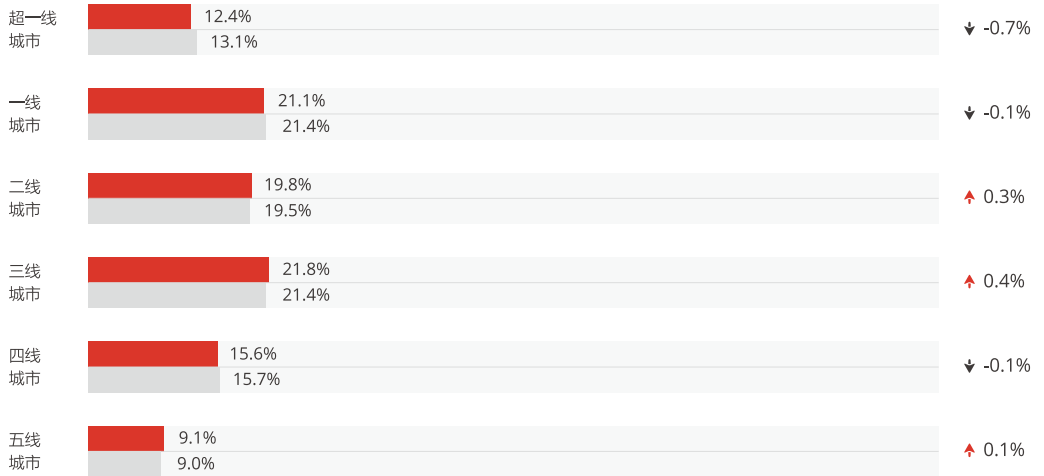 超一线
城市
12.4%
13.1%
-0.7%
一线
城市
21.1%
21.4%
-0.1%
二线
城市
19.8%
19.5%
0.3%
三线
城市
21.8%
21.4%
0.4%
四线
城市
15.6%
15.7%
-0.1%
五线
城市
9.1%
9.0%
0.1%